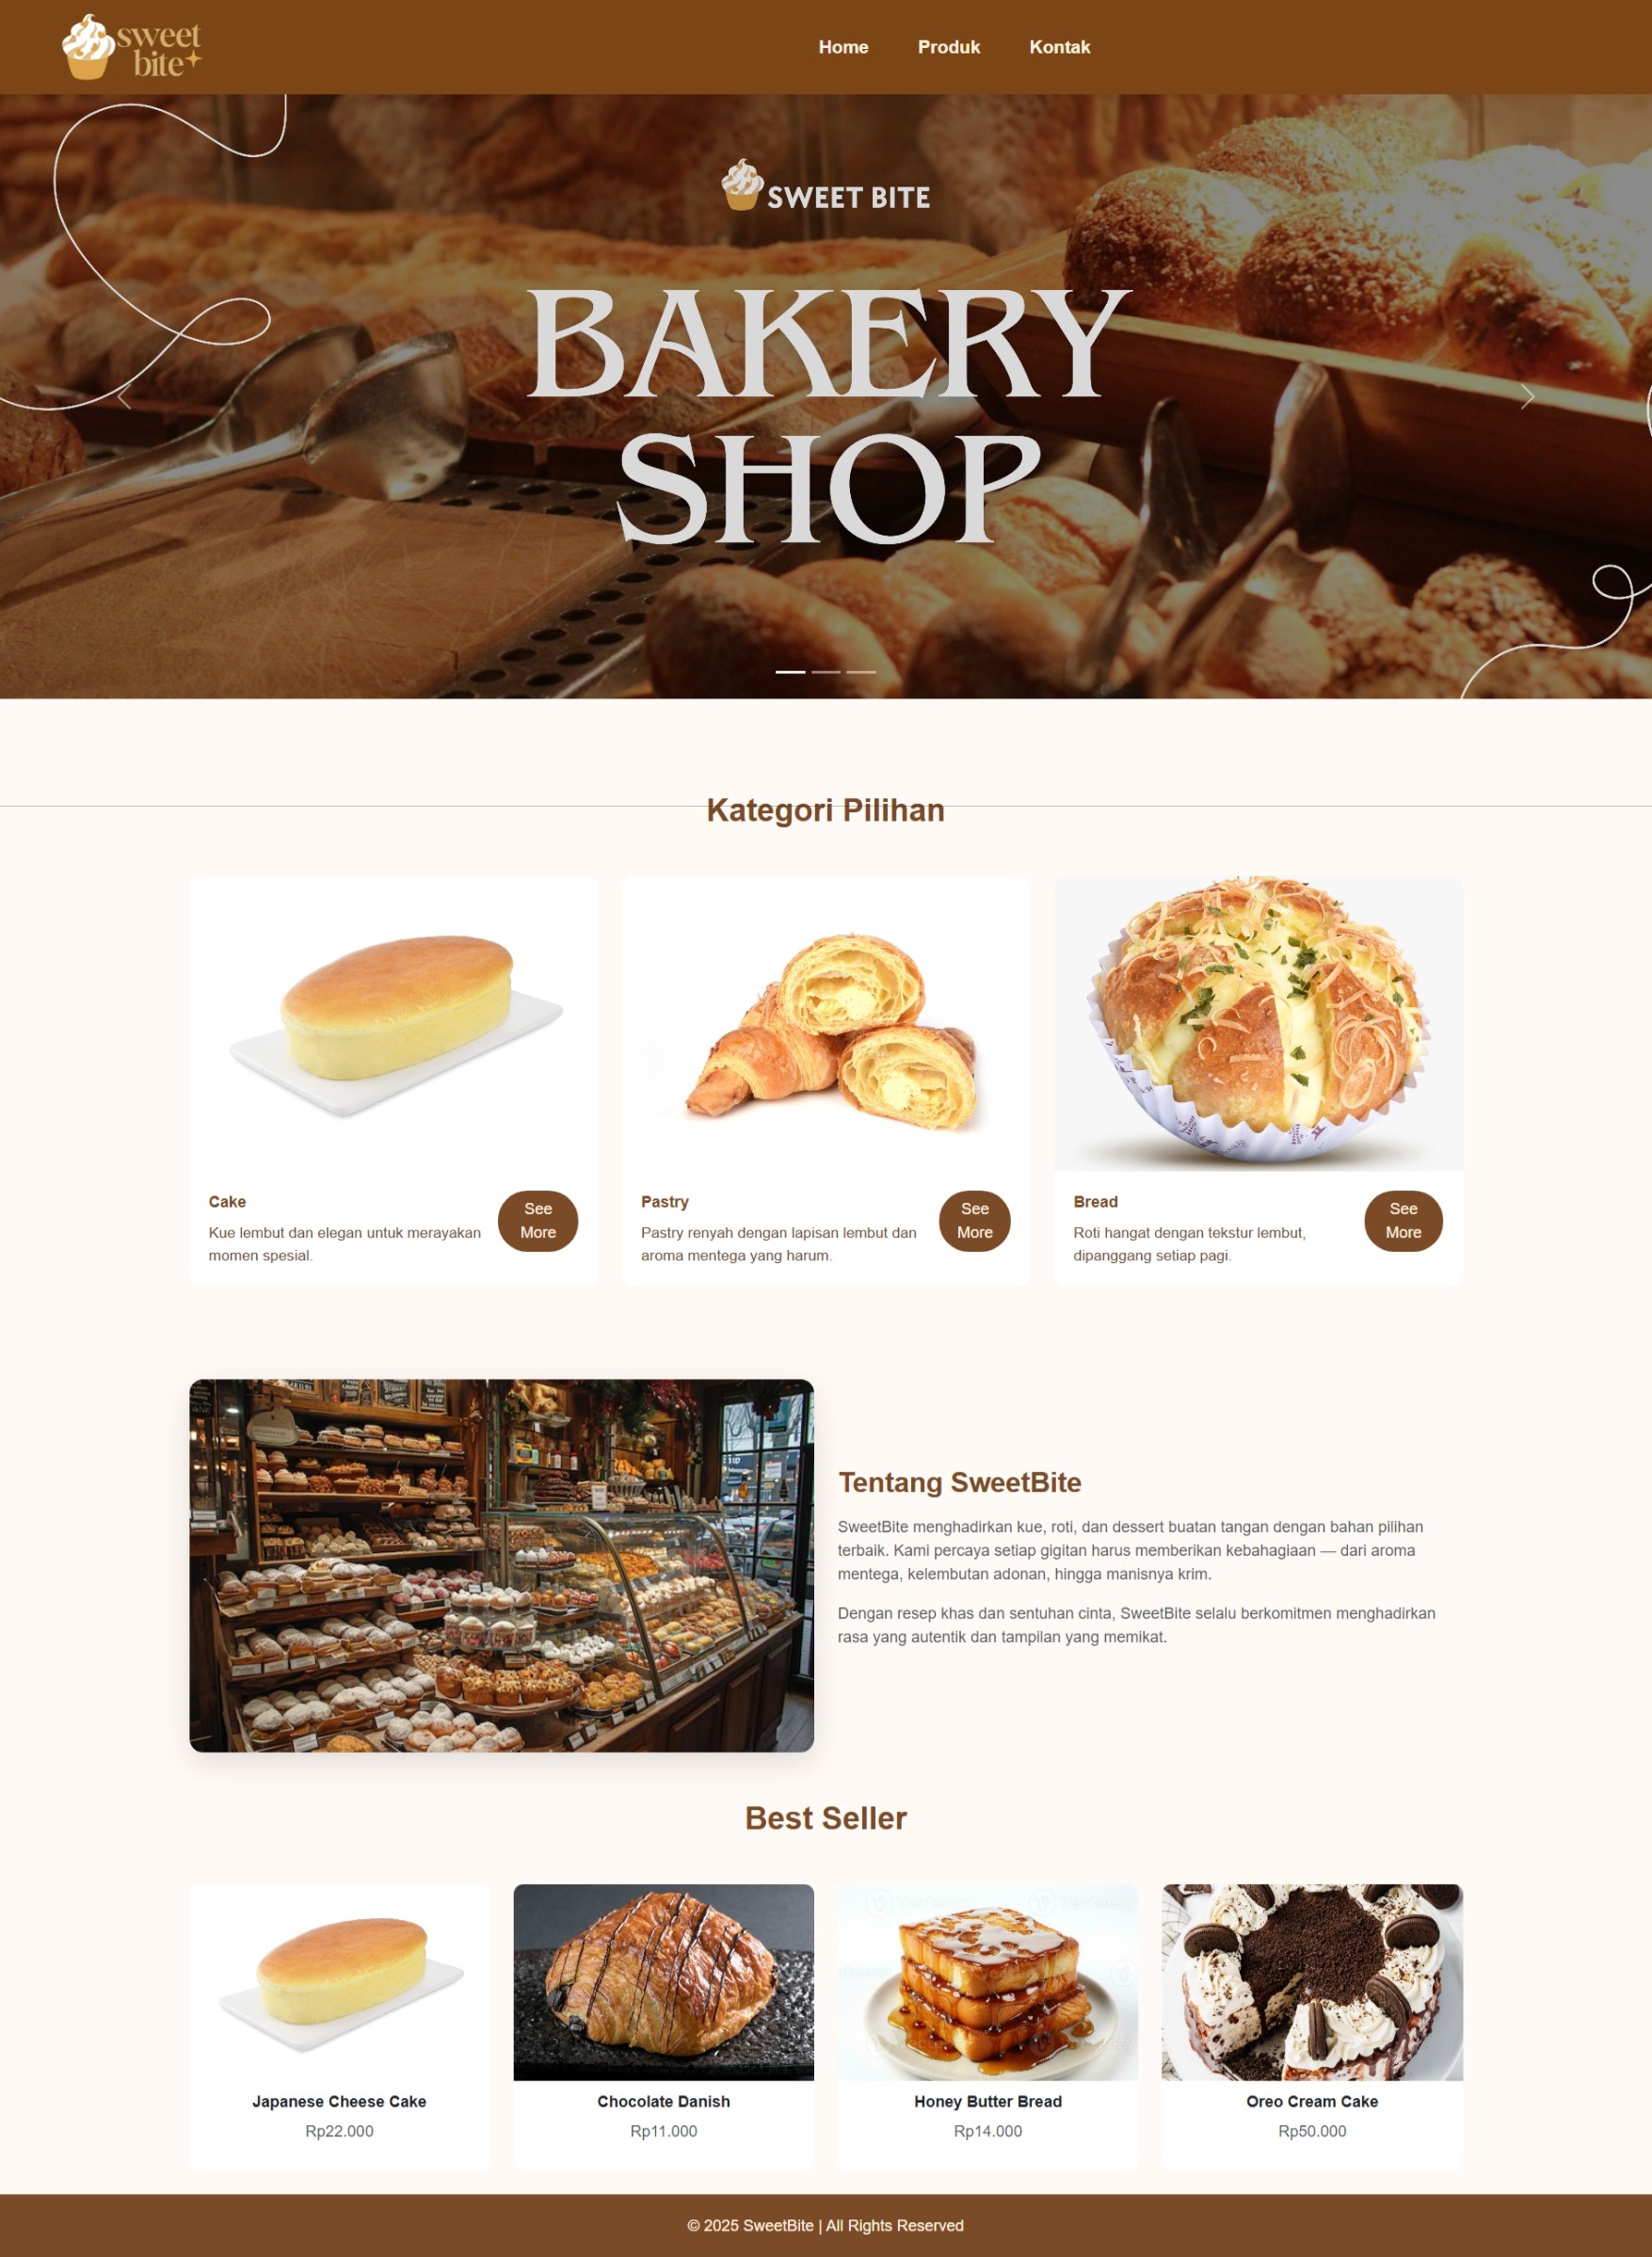 sweet
bite
Home
Produk
Kontak
SWEET BITE
BAKERY
SHOP
Kategori Pilihan
Cake
Kue lembut dan elegan untuk merayakan
momen spesial.
See
More
Pastry
Pastry renyah dengan lapisan lembut dan
aroma mentega yang harum.
See
More
Bread
Roti hangat dengan tekstur lembut,
dipanggang setiap pagi.
See
More
Tentang SweetBite
SweetBite menghadirkan kue, roti, dan dessert buatan tangan dengan bahan pilihan
terbaik. Kami percaya setiap gigitan harus memberikan kebahagiaan — dari aroma
mentega, kelembutan adonan, hingga manisnya krim.
Dengan resep khas dan sentuhan cinta, SweetBite selalu berkomitmen menghadirkan
rasa yang autentik dan tampilan yang memikat.
Best Seller
Japanese Cheese Cake
Rp22.000
Chocolate Danish
Rp11.000
Honey Butter Bread
Rp14.000
Oreo Cream Cake
Rp50.000
© 2025 SweetBite | All Rights Reserved